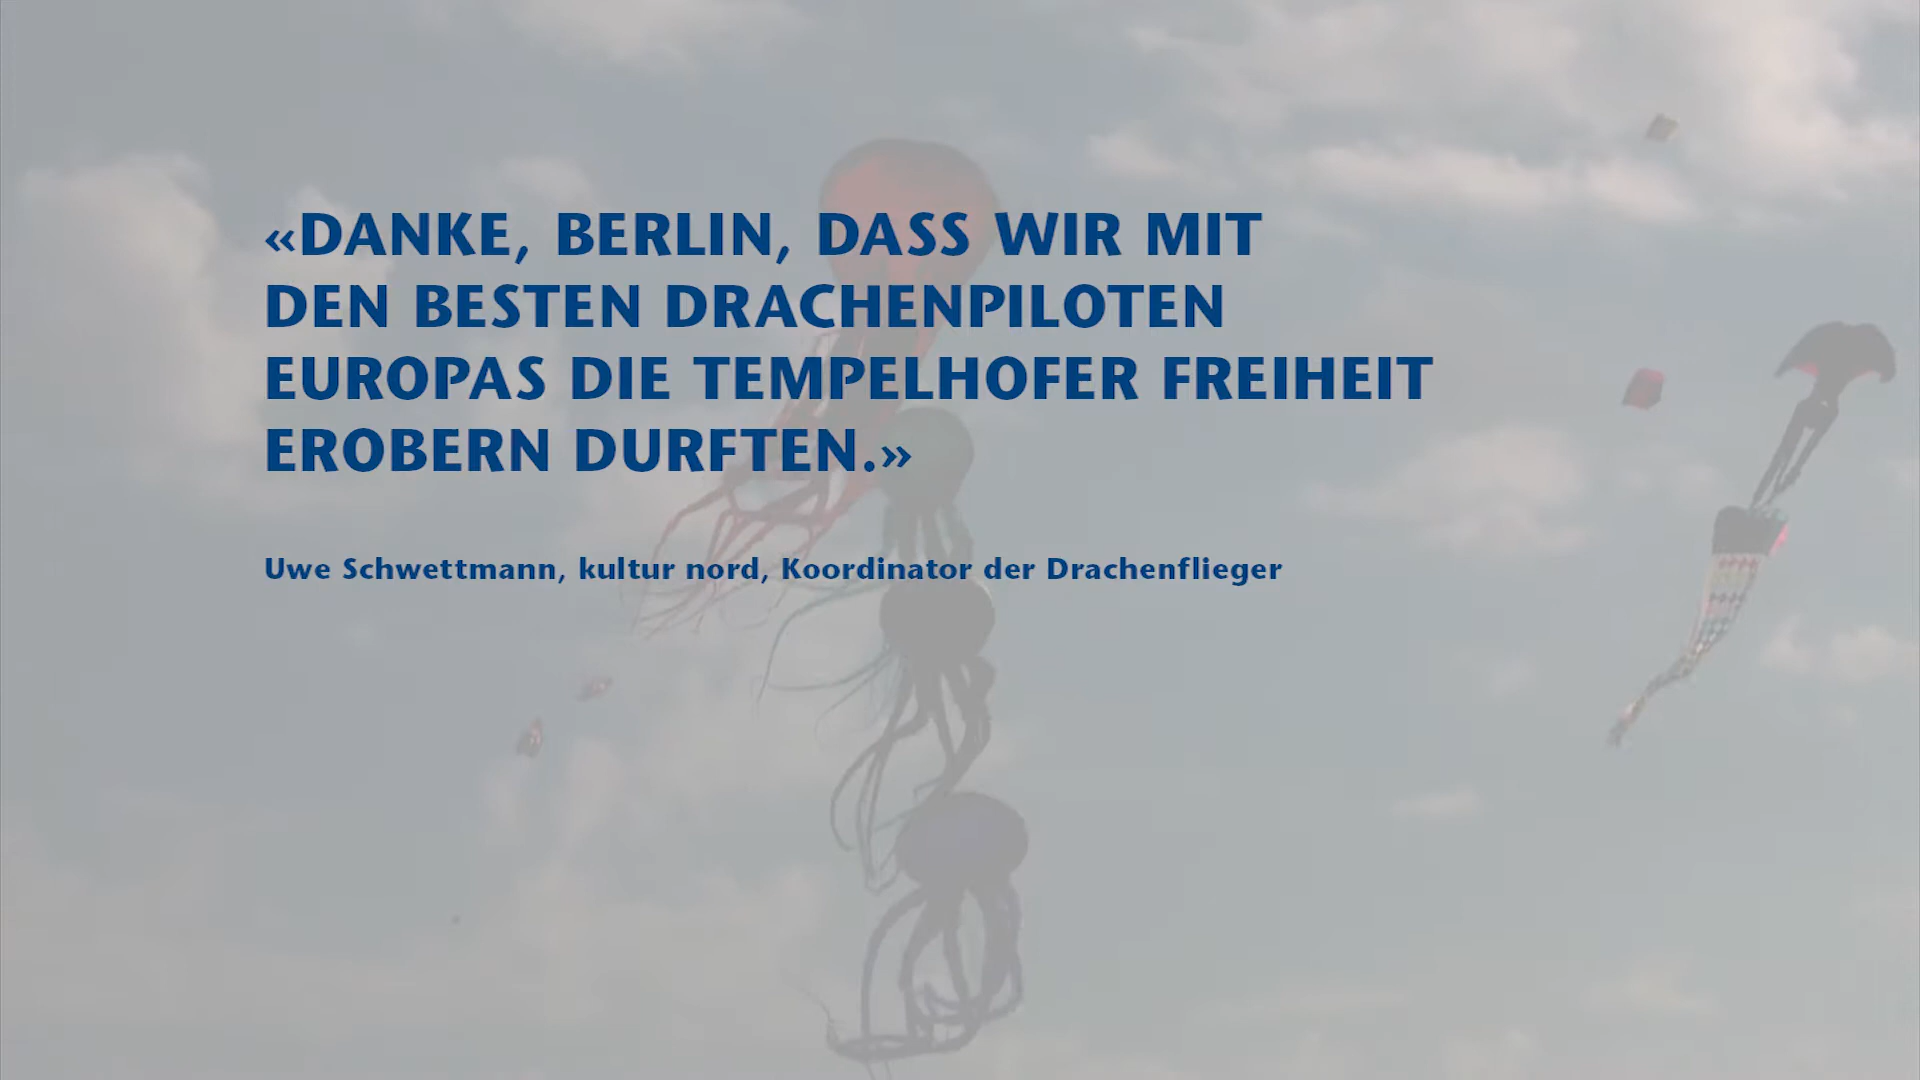 «DANKE, BERLIN, DASS WIR MIT
DEN BESTEN DRACHENPILOTEN
EUROPAS DIE TEMPELHOFER FREIHEIT
EROBERN DURFTEN.»
Uwe Schwettmann, kultur nord, Koordinator der Drachenflieger